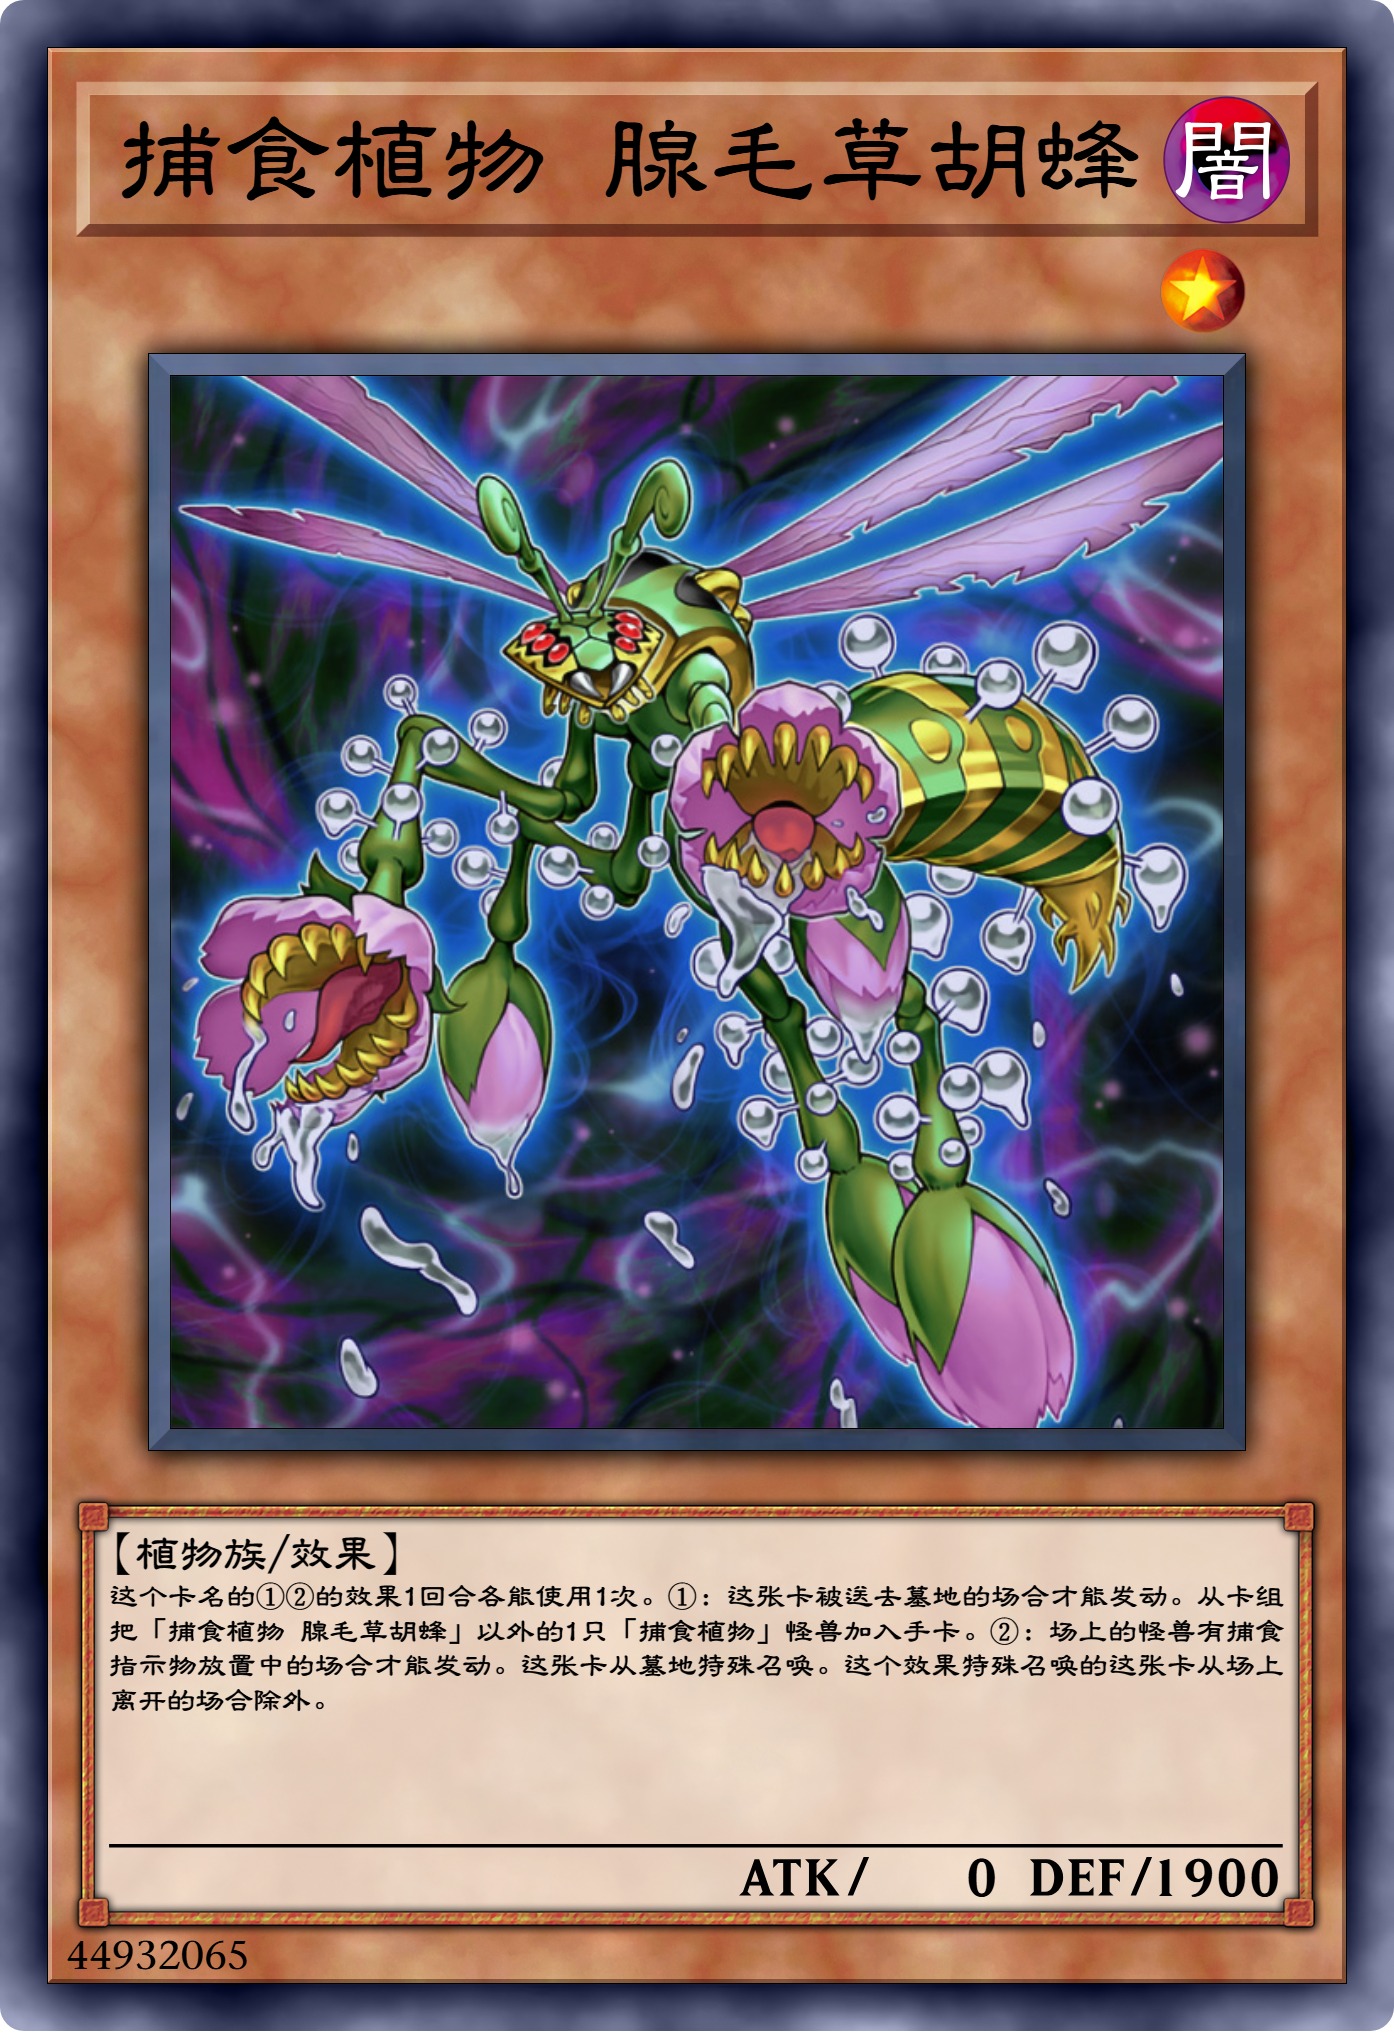 捕食植物 腺毛草胡蜂
闇
【植物族/效果】
这个卡名的①②的效果1回合各能使用1次。①：这张卡被送去墓地的场合才能发动。从卡组
把「捕食植物 腺毛草胡蜂」以外的1只「捕食植物」怪兽加入手卡。②：场上的怪兽有捕食
指示物放置中的场合才能发动。这张卡从墓地特殊召唤。这个效果特殊召唤的这张卡从场上
离开的场合除外。
ATK/ 0 DEF/1900
44932065